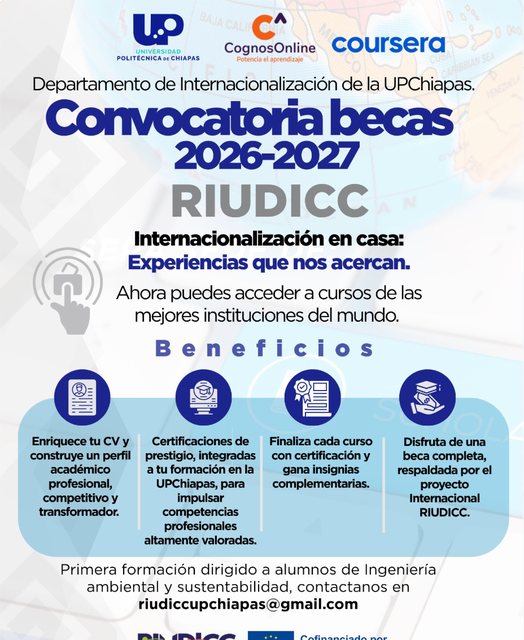 UP
UNIVERSIDAD
POLITÉCNICA DE CHIAPAS
CognosOnline
Potencia el aprendizaje
coursera
Departamento de Internacionalización de la UPChiapas.
Convocatoria becas
2026-2027
RIUDICC
Internacionalización en casa:
Experiencias que nos acercan.
Ahora puedes acceder a cursos de las
mejores instituciones del mundo.
Beneficios
Enriquece tu CV y
construye un perfil
académico
profesional,
competitivo y
transformador.
Certificaciones de
prestigio, integradas
a tu formación en la
UPChiapas, para
impulsar
competencias
profesionales
altamente valoradas.
Finaliza cada curso
con certificación y
gana insignias
complementarias.
Disfruta de una
beca completa,
respaldada por el
proyecto
Internacional
RIUDICC.
Primera formación dirigido a alumnos de Ingeniería
ambiental y sustentabilidad, contactanos en
riudiccupchiapas@gmail.com
RIUDICC
Cofinanciado por